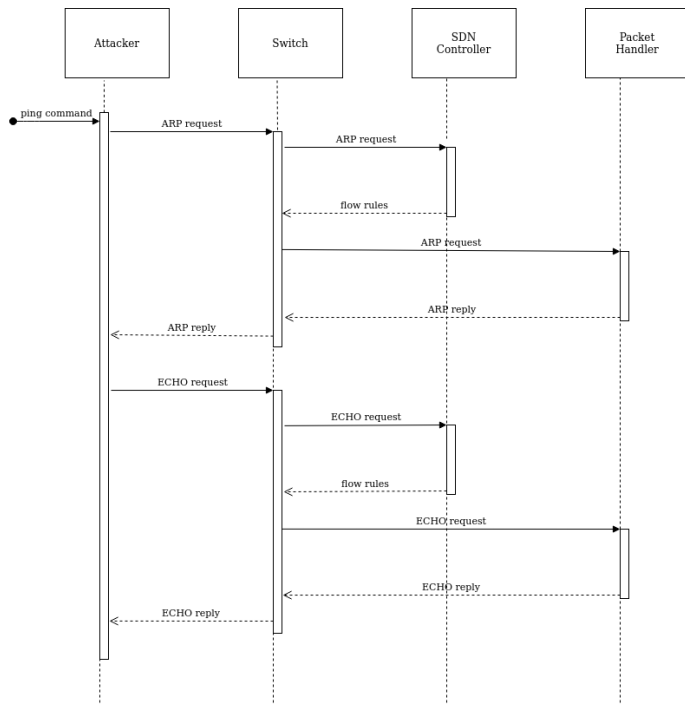 Attacker
Switch
SDN
Controller
Packet
Handler
ping command
ARP request
ARP request
flow rules
ARP request
ARP reply
ARP reply
ECHO request
ECHO request
flow rules
ECHO request
ECHO reply
ECHO reply